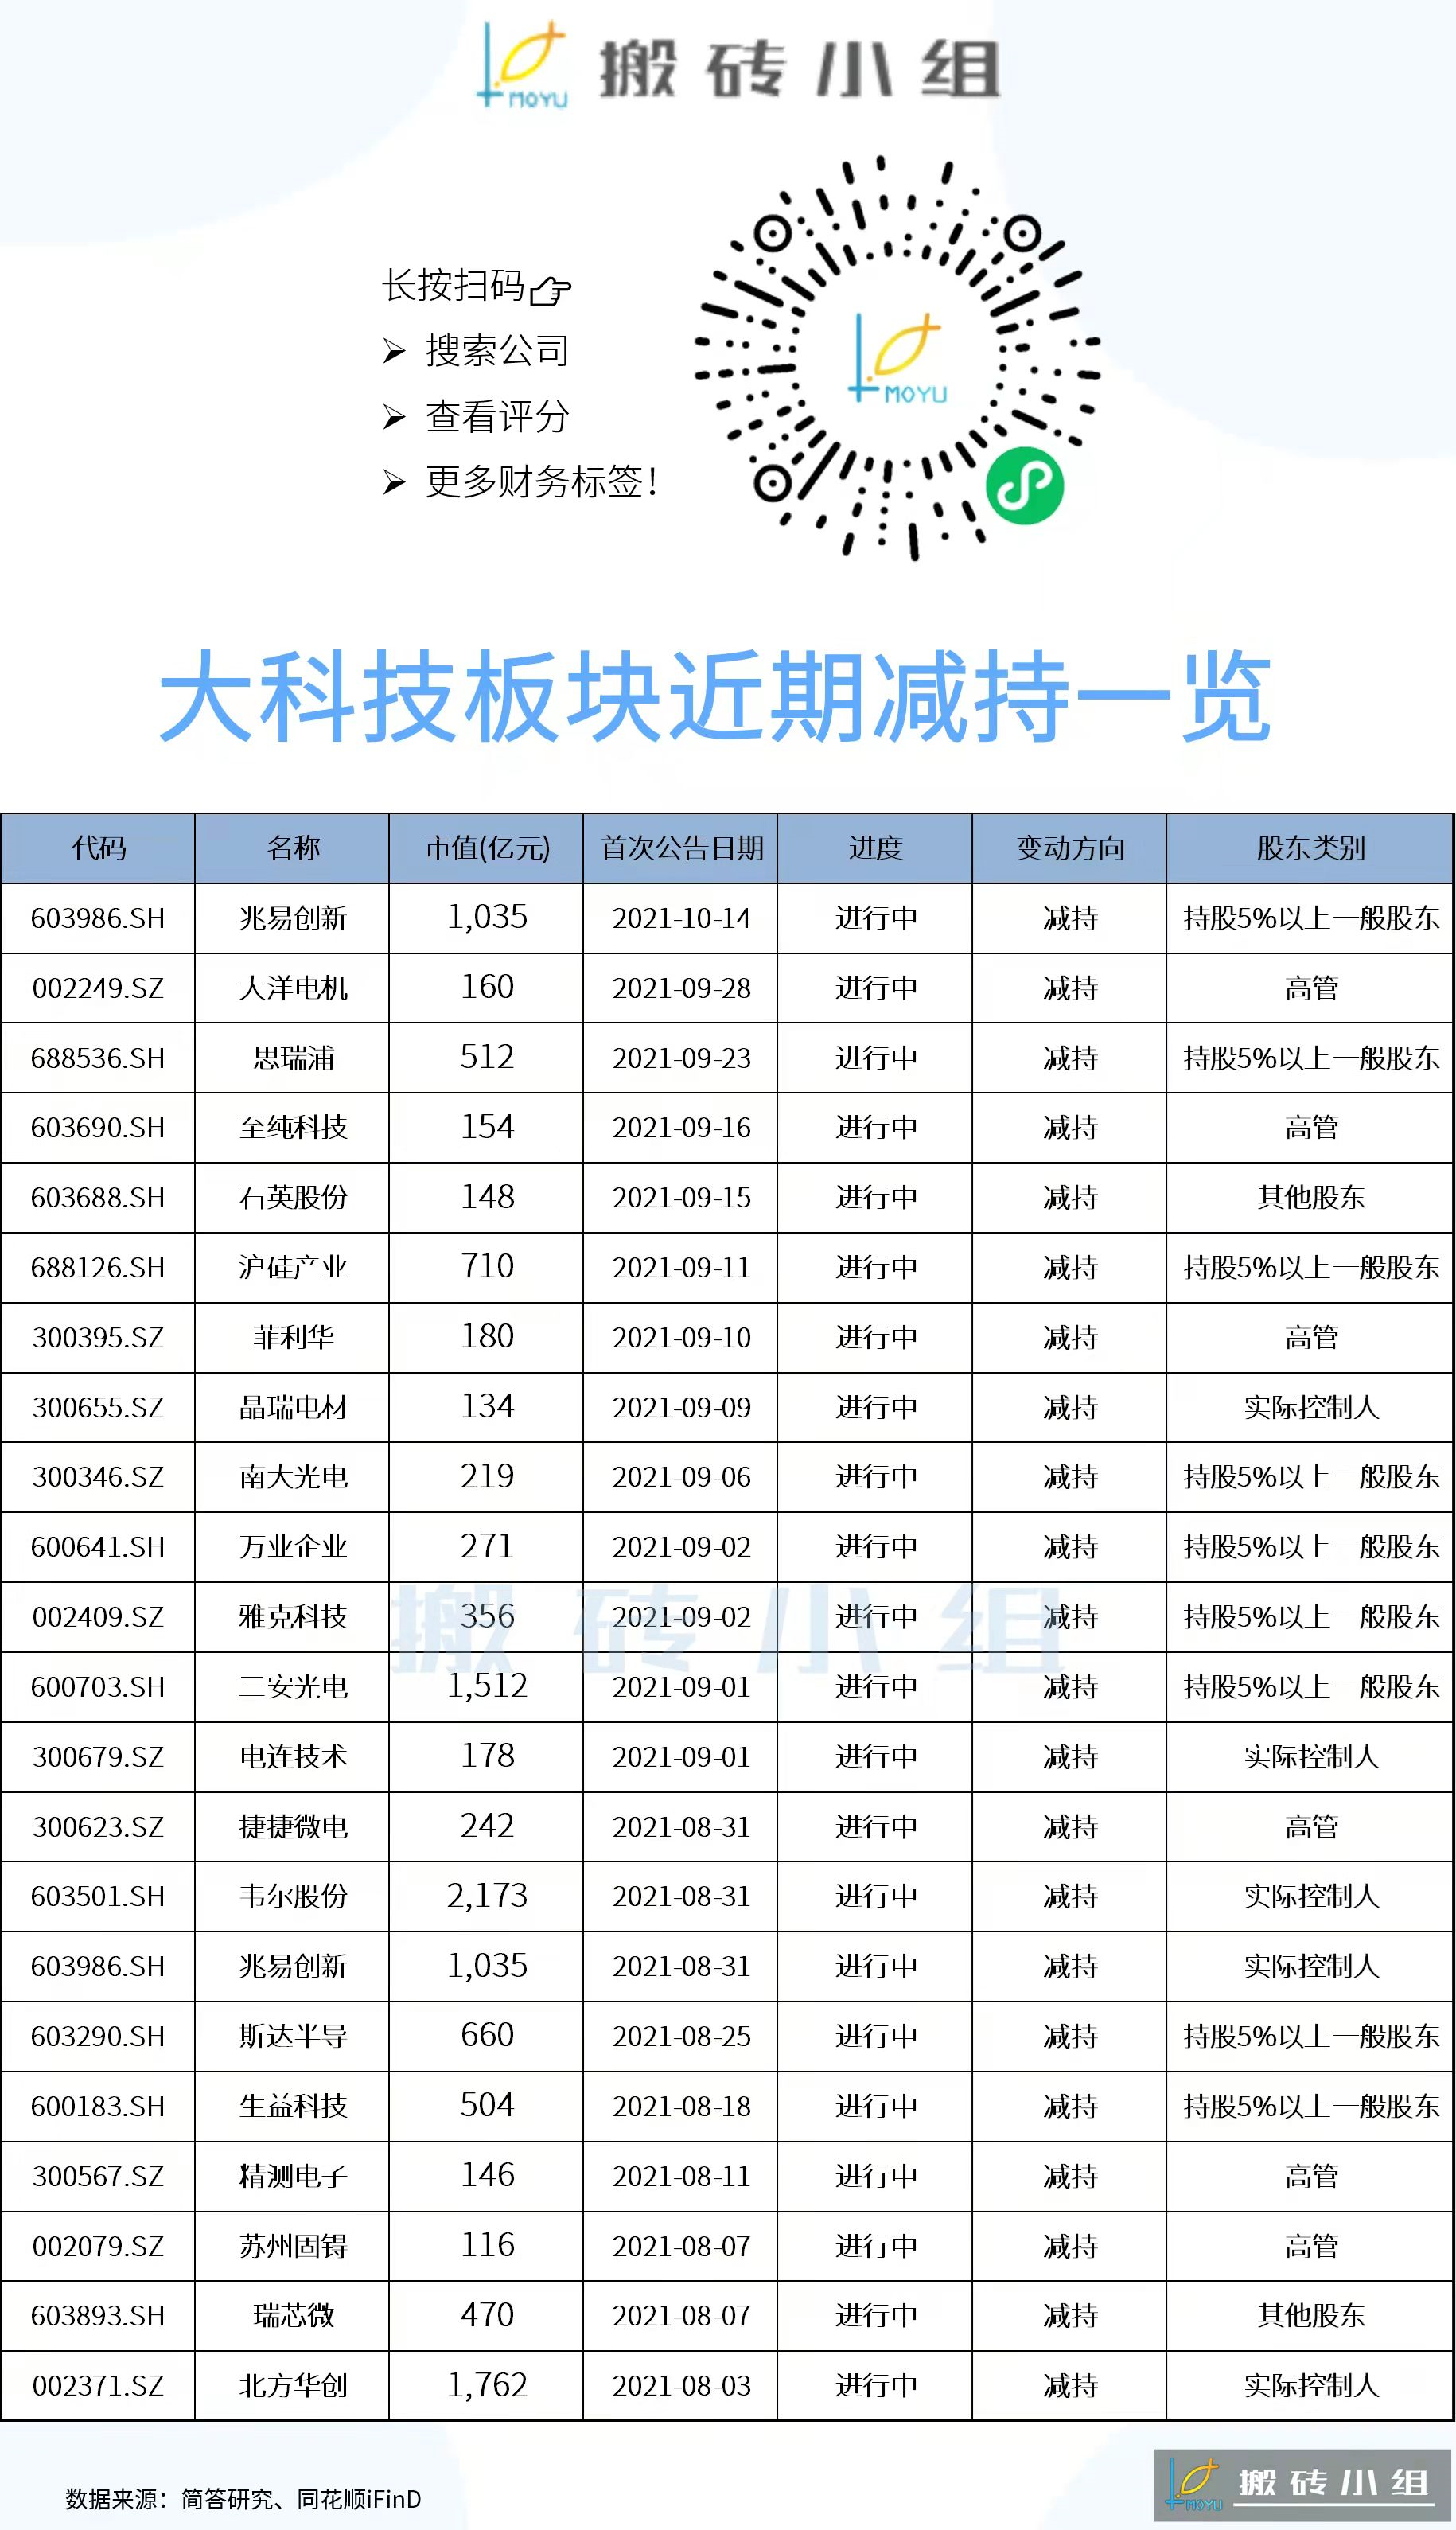 MOYU 搬砖小组
长按扫码
搜索公司
查看评分
更多财务标签！
MOYU
大科技板块近期减持一览
代码 名称 市值(亿元) 首次公告日期 进度 变动方向 股东类别
603986.SH 兆易创新 1,035 2021-10-14 进行中 减持 持股5%以上一般股东
002249.SZ 大洋电机 160 2021-09-28 进行中 减持 高管
688536.SH 思瑞浦 512 2021-09-23 进行中 减持 持股5%以上一般股东
603690.SH 至纯科技 154 2021-09-16 进行中 减持 高管
603688.SH 石英股份 148 2021-09-15 进行中 减持 其他股东
688126.SH 沪硅产业 710 2021-09-11 进行中 减持 持股5%以上一般股东
300395.SZ 菲利华 180 2021-09-10 进行中 减持 高管
300655.SZ 晶瑞电材 134 2021-09-09 进行中 减持 实际控制人
300346.SZ 南大光电 219 2021-09-06 进行中 减持 持股5%以上一般股东
600641.SH 万业企业 271 2021-09-02 进行中 减持 持股5%以上一般股东
002409.SZ 雅克科技 356 2021-09-02 进行中 减持 持股5%以上一般股东
搬砖小组
600703.SH 三安光电 1,512 2021-09-01 进行中 减持 持股5%以上一般股东
300679.SZ 电连技术 178 2021-09-01 进行中 减持 实际控制人
300623.SZ 捷捷微电 242 2021-08-31 进行中 减持 高管
603501.SH 韦尔股份 2,173 2021-08-31 进行中 减持 实际控制人
603986.SH 兆易创新 1,035 2021-08-31 进行中 减持 实际控制人
603290.SH 斯达半导 660 2021-08-25 进行中 减持 持股5%以上一般股东
600183.SH 生益科技 504 2021-08-18 进行中 减持 持股5%以上一般股东
300567.SZ 精测电子 146 2021-08-11 进行中 减持 高管
002079.SZ 苏州固锝 116 2021-08-07 进行中 减持 高管
603893.SH 瑞芯微 470 2021-08-07 进行中 减持 其他股东
002371.SZ 北方华创 1,762 2021-08-03 进行中 减持 实际控制人
数据来源：简答研究、同花顺iFinD
MOYU 搬砖小组